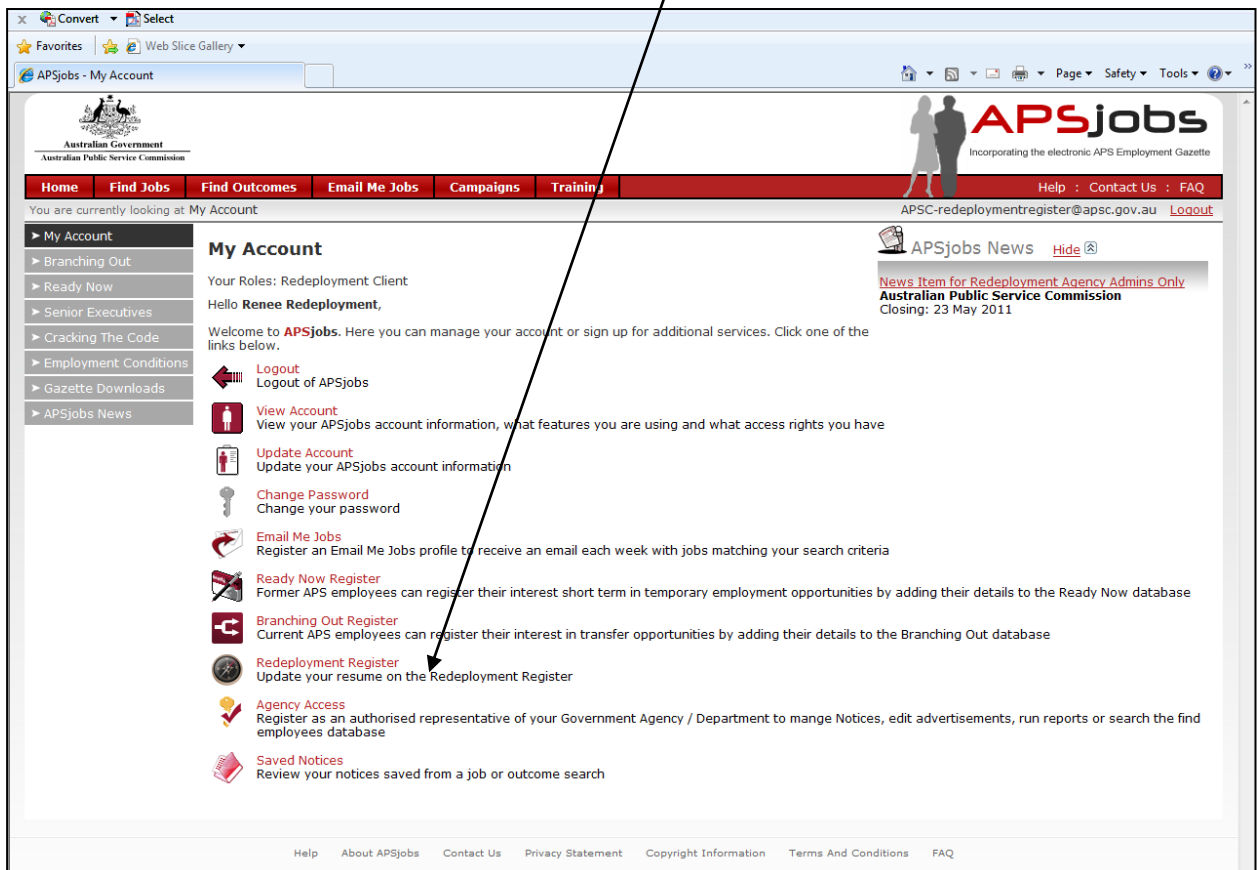 x Convert Select
Favorites Web Slice Gallery
APSjobs - My Account
Page Safety Tools
Australian Government
Australian Public Service Commission
APSjobs
Incorporating the electronic APS Employment Gazette
Home Find Jobs Find Outcomes Email Me Jobs Campaigns Training Help : Contact Us : FAQ
You are currently looking at My Account APSC-redeploymentregister@apsc.gov.au Logout
My Account
Branching Out
Ready Now
Senior Executives
Cracking The Code
Employment Conditions
Gazette Downloads
APSjobs News
My Account
Your Roles: Redeployment Client
Hello Renee Redeployment,
Welcome to APSjobs. Here you can manage your account or sign up for additional services. Click one of the
links below.
Logout
Logout of APSjobs
View Account
View your APSjobs account information, what features you are using and what access rights you have
Update Account
Update your APSjobs account information
Change Password
Change your password
Email Me Jobs
Register an Email Me Jobs profile to receive an email each week with jobs matching your search criteria
Ready Now Register
Former APS employees can register their interest short term in temporary employment opportunities by adding their details to the Ready Now database
Branching Out Register
Current APS employees can register their interest in transfer opportunities by adding their details to the Branching Out database
Redeployment Register
Update your resume on the Redeployment Register
Agency Access
Register as an authorised representative of your Government Agency / Department to mange Notices, edit advertisements, run reports or search the find
employees database
Saved Notices
Review your notices saved from a job or outcome search
APSjobs News Hide
News Item for Redeployment Agency Admins Only
Australian Public Service Commission
Closing: 23 May 2011
Help About APSjobs Contact Us Privacy Statement Copyright Information Terms And Conditions FAQ